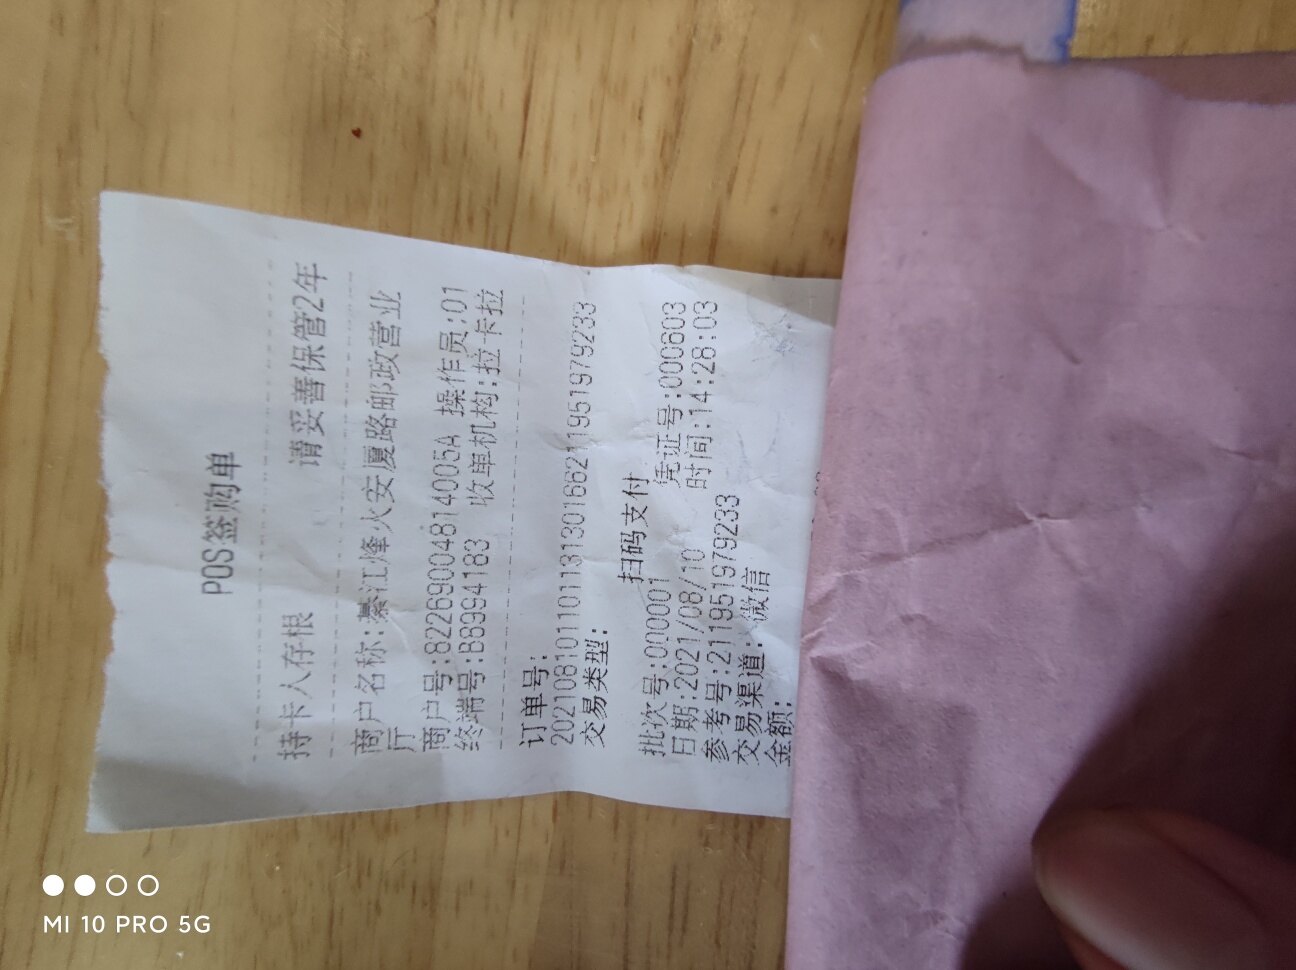 POS签购单
持卡人存根 请妥善保管2年
商户名称:綦江烽火安厦路邮政营业
厅
商户号:82269004814005A 操作员:01
终端号:B8994183 收单机构:拉卡拉
订单号:
20210810110113130166211951979233
交易类型:
扫码支付
批次号:000001 凭证号:000603
日期:2021/08/10 时间:14:28:03
参考号:211951979233
交易渠道: 微信
金额:
MI 10 PRO 5G